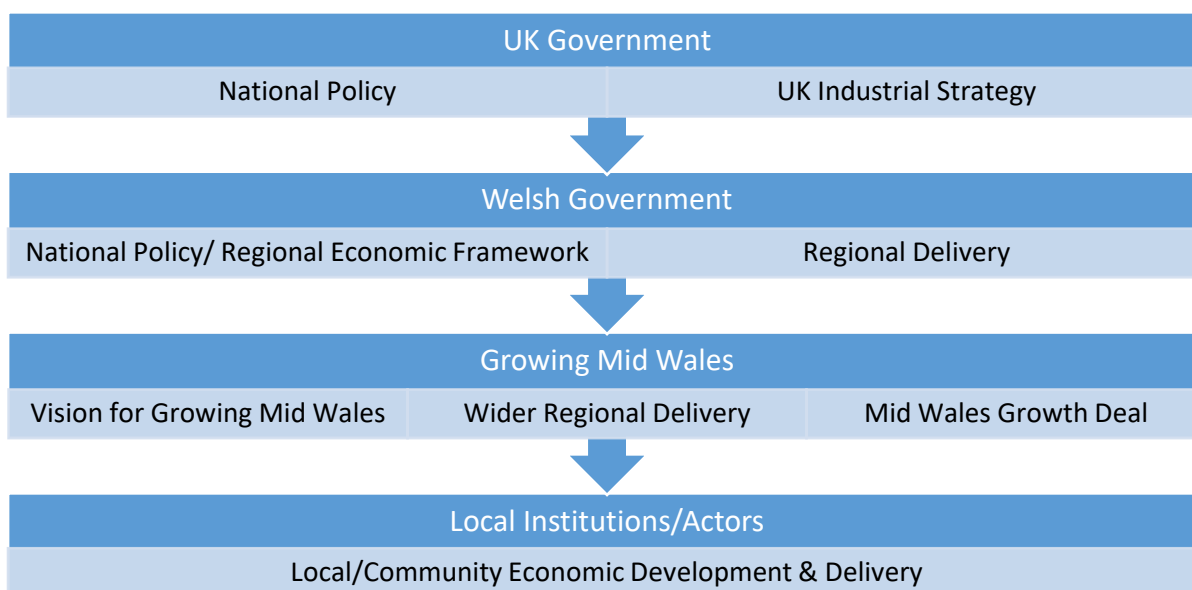 UK Government
National Policy
UK Industrial Strategy
Welsh Government
National Policy/ Regional Economic Framework
Regional Delivery
Growing Mid Wales
Vision for Growing Mid Wales
Wider Regional Delivery
Mid Wales Growth Deal
Local Institutions/Actors
Local/Community Economic Development & Delivery